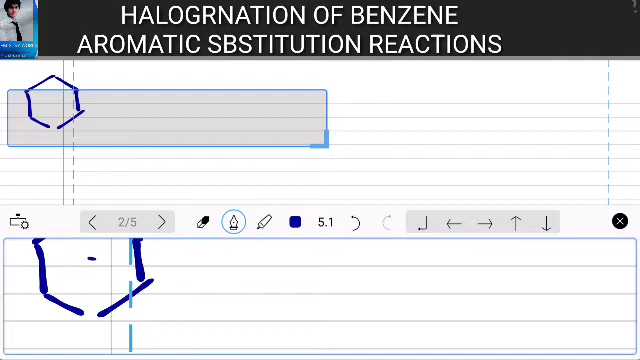 HALOGRNATION OF BENZENE
AROMATIC SBSTITUTION REACTIONS
2/5
5.1